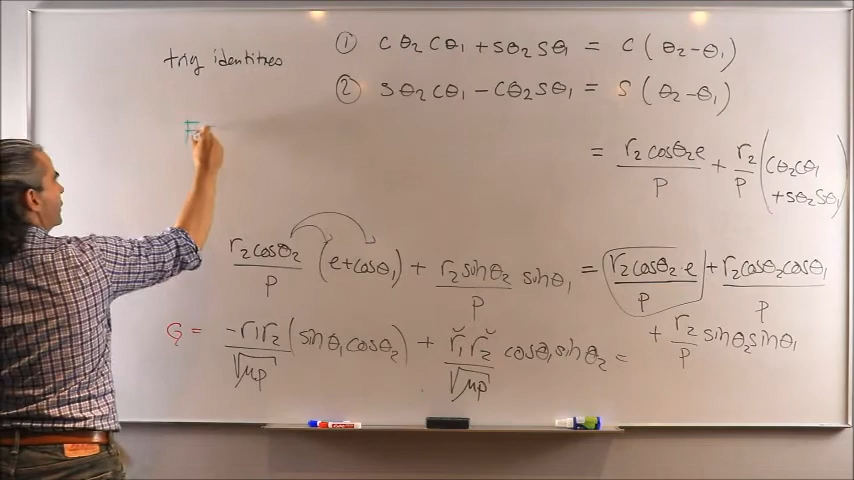 trig identities
① cθ₂cθ₁ + sθ₂sθ₁ = c(θ₂-θ₁)
② sθ₂cθ₁ - cθ₂sθ₁ = s(θ₂-θ₁)
F
= r₂cosθ₂e/p + r₂/p (cθ₂cθ₁ + sθ₂sθ₁)
r₂cosθ₂/p (e+cosθ₁) + r₂sinθ₂/p sinθ₁ = r₂cosθ₂·e/p + r₂cosθ₂cosθ₁/p
+ r₂/p sinθ₂sinθ₁
G = -r₁r₂/√μp (sinθ₁cosθ₂) + r₁r₂/√μp cosθ₁sinθ₂ =